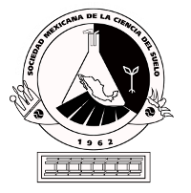 SOCIEDAD MEXICANA DE LA CIENCIA DEL SUELO
1962